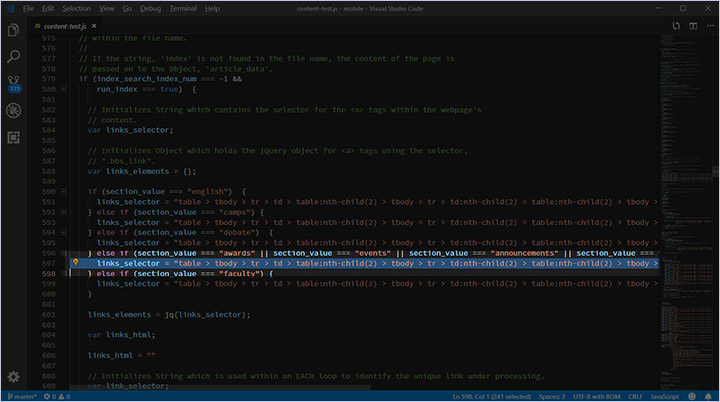 File Edit Selection View Go Debug Terminal Help content-test.js - mobile - Visual Studio Code
content-test.js ×
575 // within the file name.
576 //
577 // If the string, 'index' is not found in the file name, the content of the page is
578 // passed on to the Object, 'article_data'.
579 if (index_search_index_num === -1 &&
580 run_index === true) {
581
582 // Initializes String which contains the selector for the <a> tags within the webpage's
583 // content.
584 var links_selector;
585
586 // Initializes Object which holds the jQuery object for <a> tags using the selector,
587 // ".bbs_link".
588 var links_elements = {};
589
590 if (section_value === "english") {
591 links_selector = "table > tbody > tr > td > table:nth-child(2) > tbody > tr > td:nth-child(2) > table:nth-child(2) > tbody >
592 } else if (section_value === "camps") {
593 links_selector = "table > tbody > tr > td > table:nth-child(2) > tbody > tr > td:nth-child(2) > table:nth-child(2) > tbody >
594 } else if (section_value === "debate") {
595 links_selector = "table > tbody > tr > td > table:nth-child(2) > tbody > tr > td:nth-child(2) > table:nth-child(2) > tbody >
596 } else if (section_value === "awards" || section_value === "events" || section_value === "announcements" || section_value ===
597 links_selector = "table > tbody > tr > td > table:nth-child(2) > tbody > tr > td:nth-child(2) > table:nth-child(2) > tbody >
598 } else if (section_value === "faculty") {
599 links_selector = "table > tbody > tr > td > table:nth-child(2) > tbody > tr > td:nth-child(2) > table:nth-child(2) > tbody >
600 }
601
602 links_elements = jq(links_selector);
603
604 var links_html;
605
606 links_html = ""
607
608 // Initializes String which is used within an EACH loop to identify the unique link under processing.
609 var link_selector;
171
master* 0 0 Ln 598, Col 1 (241 selected) Spaces: 2 UTF-8 with BOM CRLF JavaScript